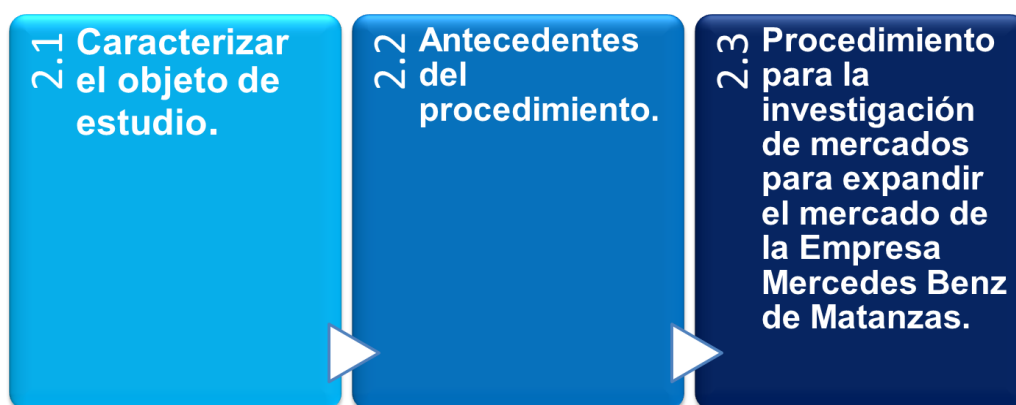 2.1
Caracterizar
el objeto de
estudio.
2.2
Antecedentes
del
procedimiento.
2.3
Procedimiento
para la
investigación
de mercados
para expandir
el mercado de
la Empresa
Mercedes Benz
de Matanzas.